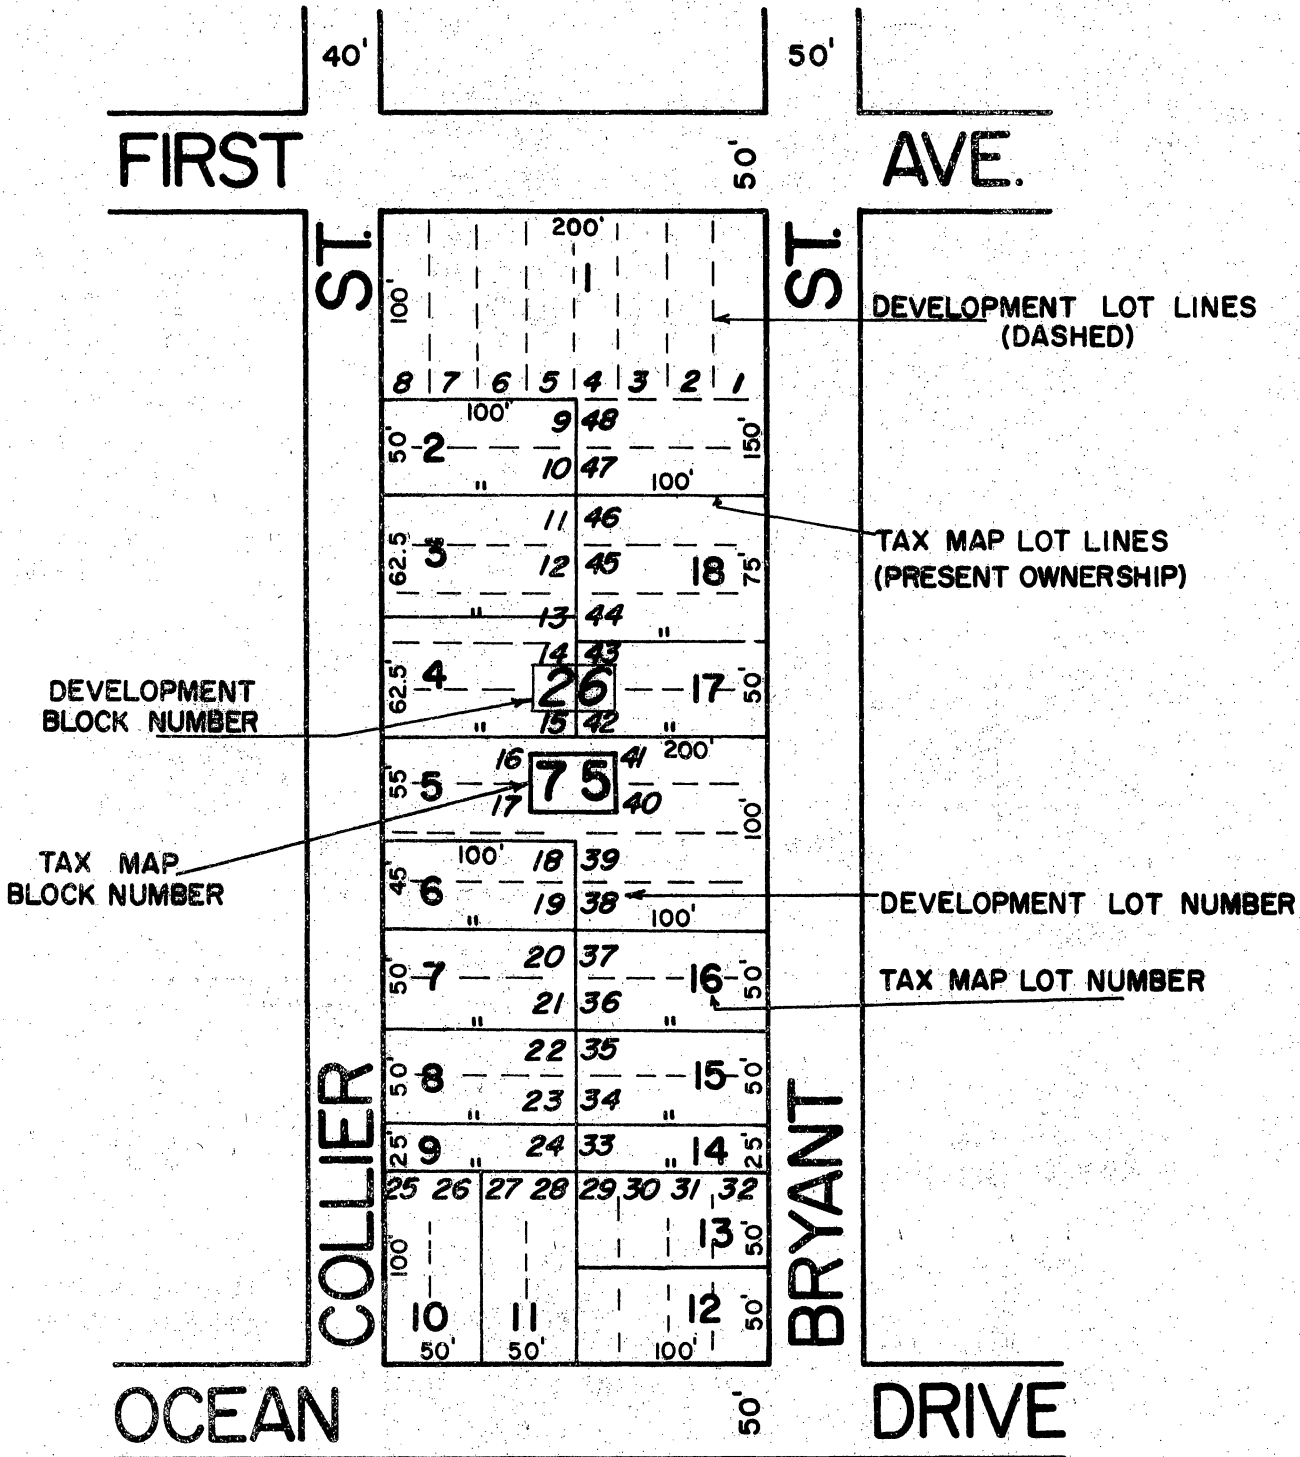 40' 50'
FIRST 50' AVE.
ST. 200' ST.
1
100'
DEVELOPMENT LOT LINES
(DASHED)
8 7 6 5 4 3 2 1
100' 9 48
50' 2 150'
10 47
" 100'
11 46
TAX MAP LOT LINES
(PRESENT OWNERSHIP)
62.5 3 12 45 18 75'
" 13 44 "
14 43
62.5' 4 26 17 50'
DEVELOPMENT
BLOCK NUMBER
" 15 42 "
16 41 200'
55' 5 75
17 40 100'
TAX MAP
BLOCK NUMBER
100' 18 39
45' 6 19 38
DEVELOPMENT LOT NUMBER
" 100'
20 37
50' 7 16 50'
TAX MAP LOT NUMBER
21 36
" "
22 35
50' 8 15 50'
23 34
" "
25' 9 " 24 33 " 14 25'
25 26 27 28 29 30 31 32
COLLIER BRYANT
100' 13 50'
10 11 12 50'
50' 50' 100'
OCEAN 50' DRIVE